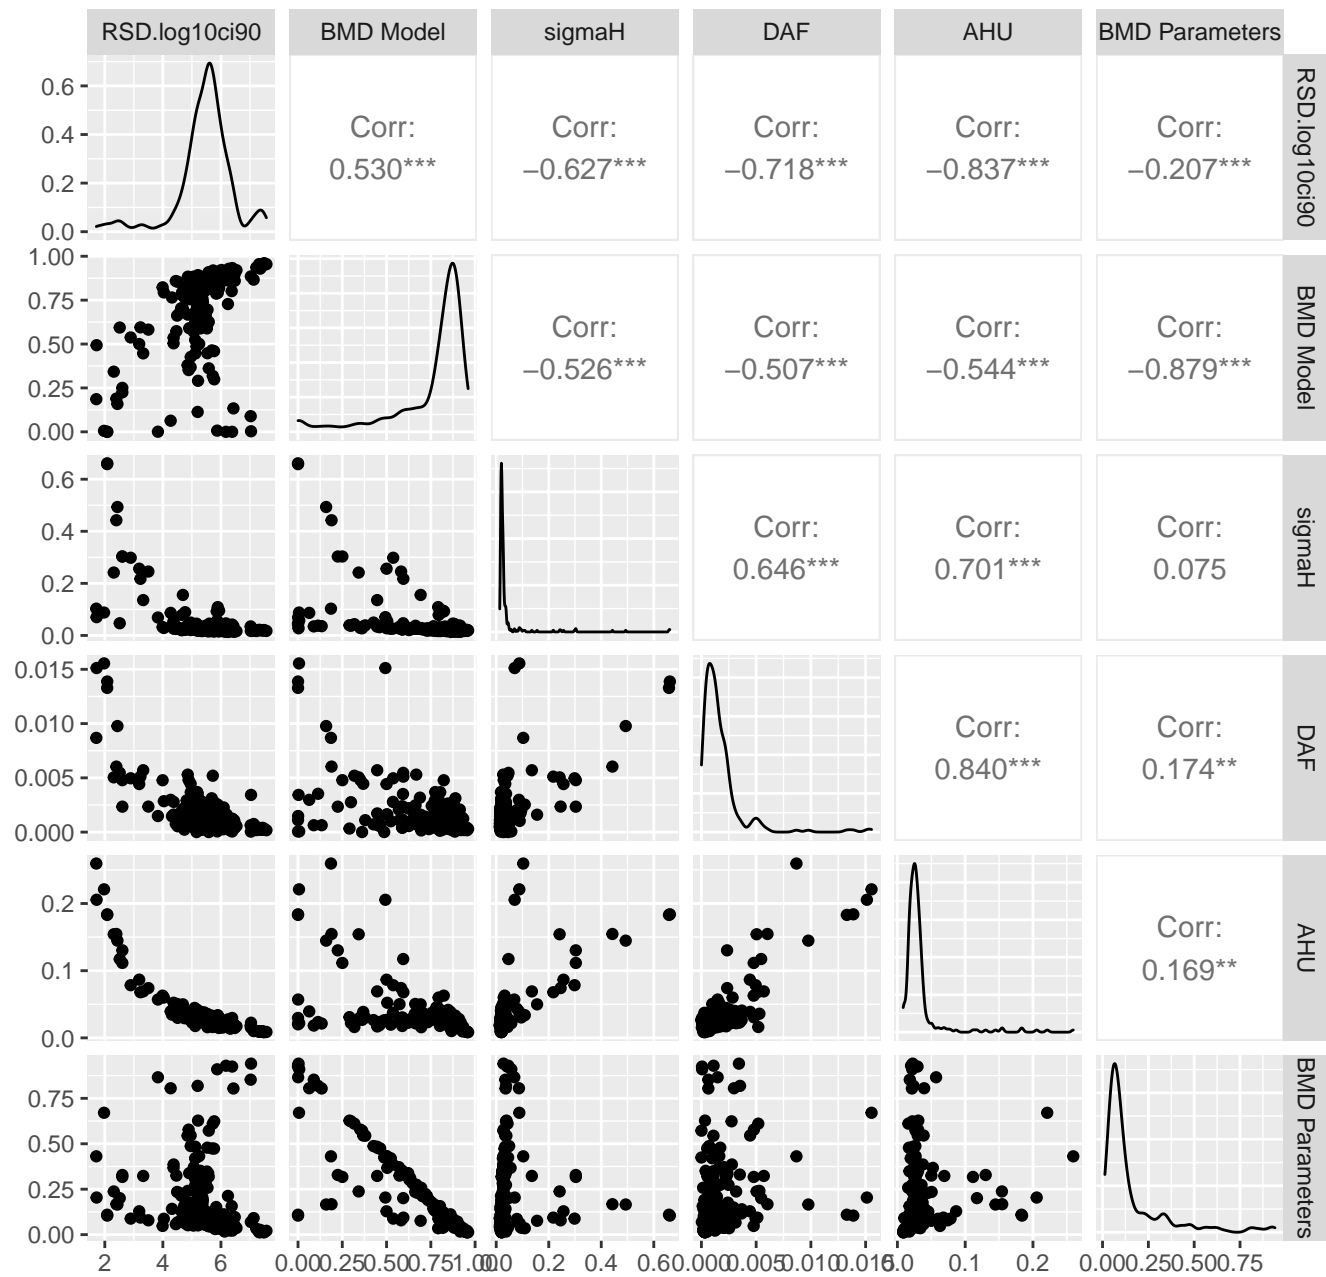 RSD.log10ci90 BMD Model sigmaH DAF AHU BMD Parameters
0.6
0.4
0.2
0.0
Corr: Corr: Corr: Corr: Corr:
0.530*** −0.627*** −0.718*** −0.837*** −0.207***
RSD.log10ci90
1.00
0.75
0.50
0.25
0.00
Corr: Corr: Corr: Corr:
−0.526*** −0.507*** −0.544*** −0.879***
BMD Model
0.6
0.4
0.2
0.0
Corr: Corr: Corr:
0.646*** 0.701*** 0.075
sigmaH
0.015
0.010
0.005
0.000
Corr: Corr:
0.840*** 0.174**
DAF
0.2
0.1
0.0
Corr:
0.169**
AHU
0.75
0.50
0.25
0.00
BMD Parameters
2 4 6 0.00 0.25 0.50 0.75 1.00 0.0 0.2 0.4 0.6 0.000 0.005 0.010 0.015 0.0 0.1 0.2 0.00 0.25 0.50 0.75